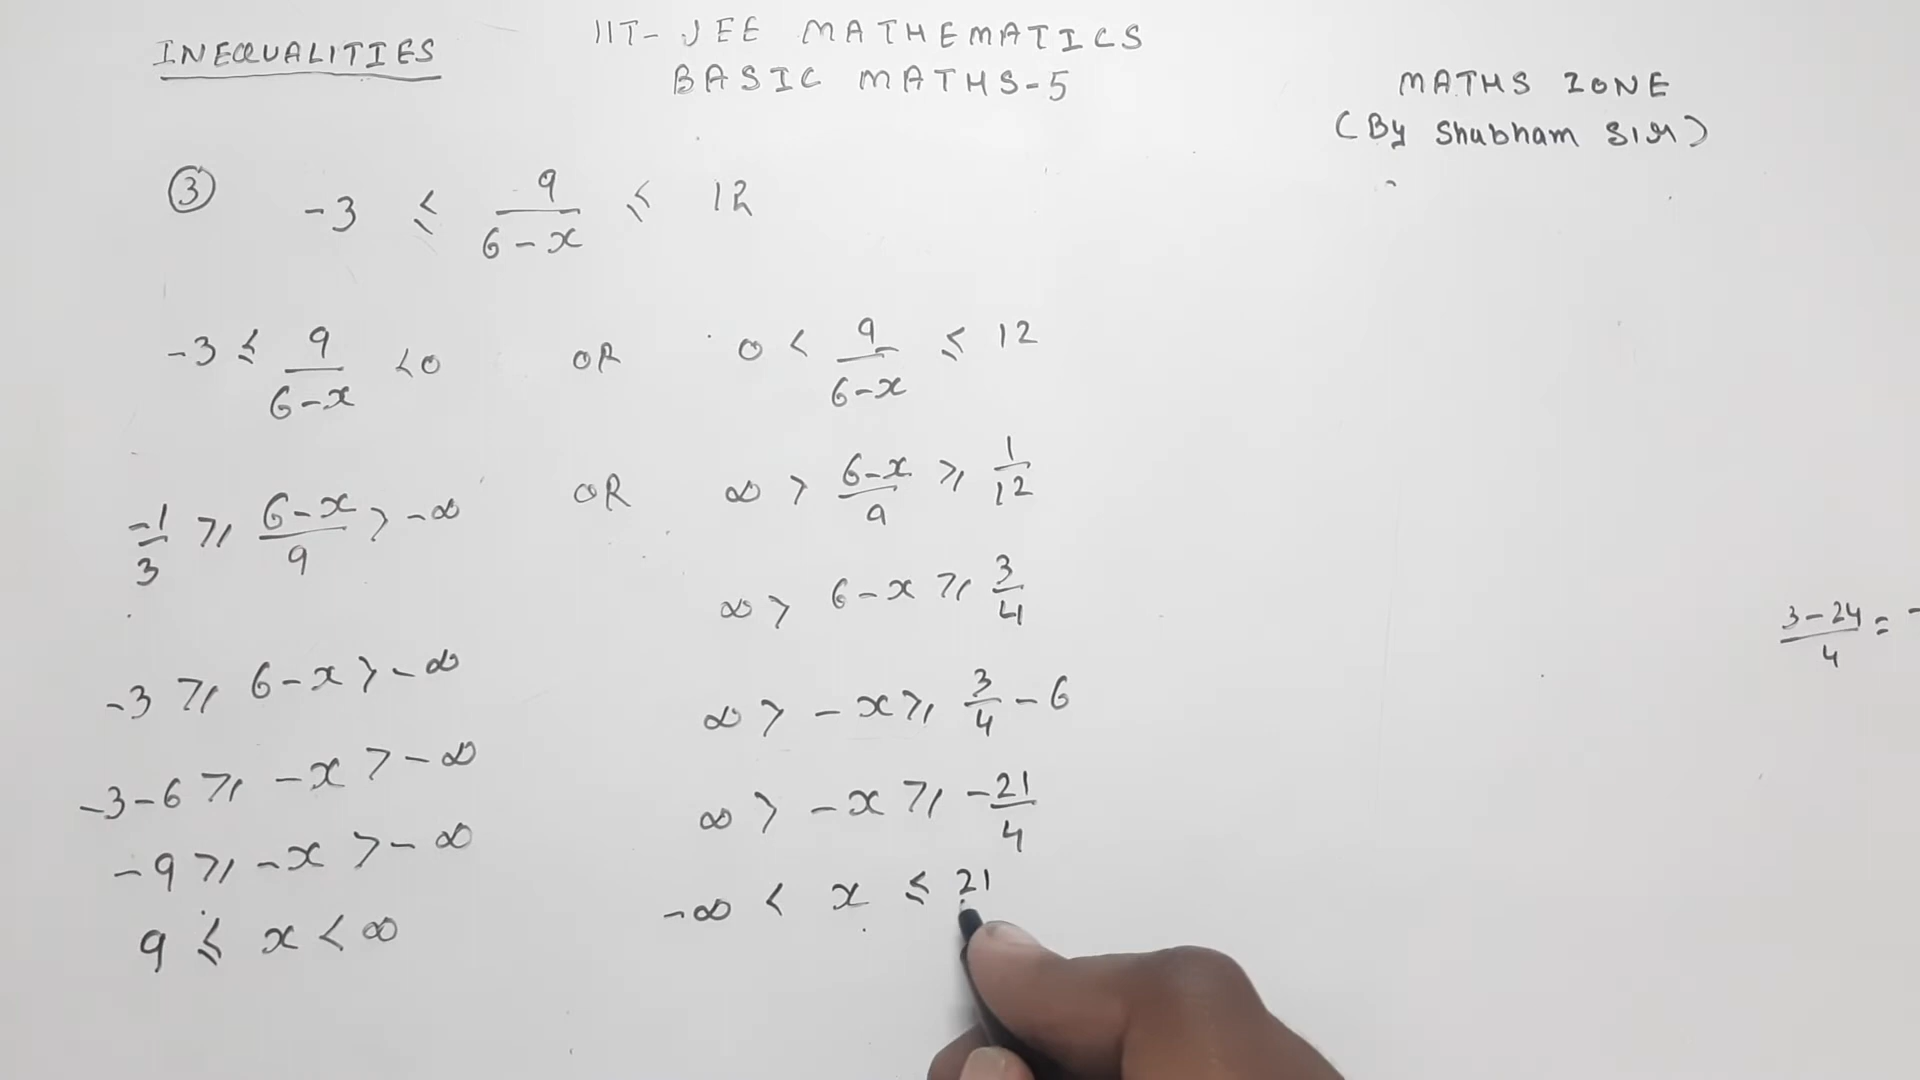 INEQUALITIES
IIT-JEE MATHEMATICS
BASIC MATHS-5
MATHS ZONE
(By Shubham Sir)
③ -3 ≤ 9/(6-x) ≤ 12
-3 ≤ 9/(6-x) <0 OR 0 < 9/(6-x) ≤ 12
-1/3 ≥ (6-x)/9 > -∞ OR ∞ > (6-x)/9 ≥ 1/12
∞ > 6-x ≥ 3/4
(3-24)/4 = -
-3 ≥ 6-x > -∞
∞ > -x ≥ 3/4 - 6
-3-6 ≥ -x > -∞
∞ > -x ≥ -21/4
-9 ≥ -x > -∞
-∞ < x ≤ 21
9 ≤ x < ∞